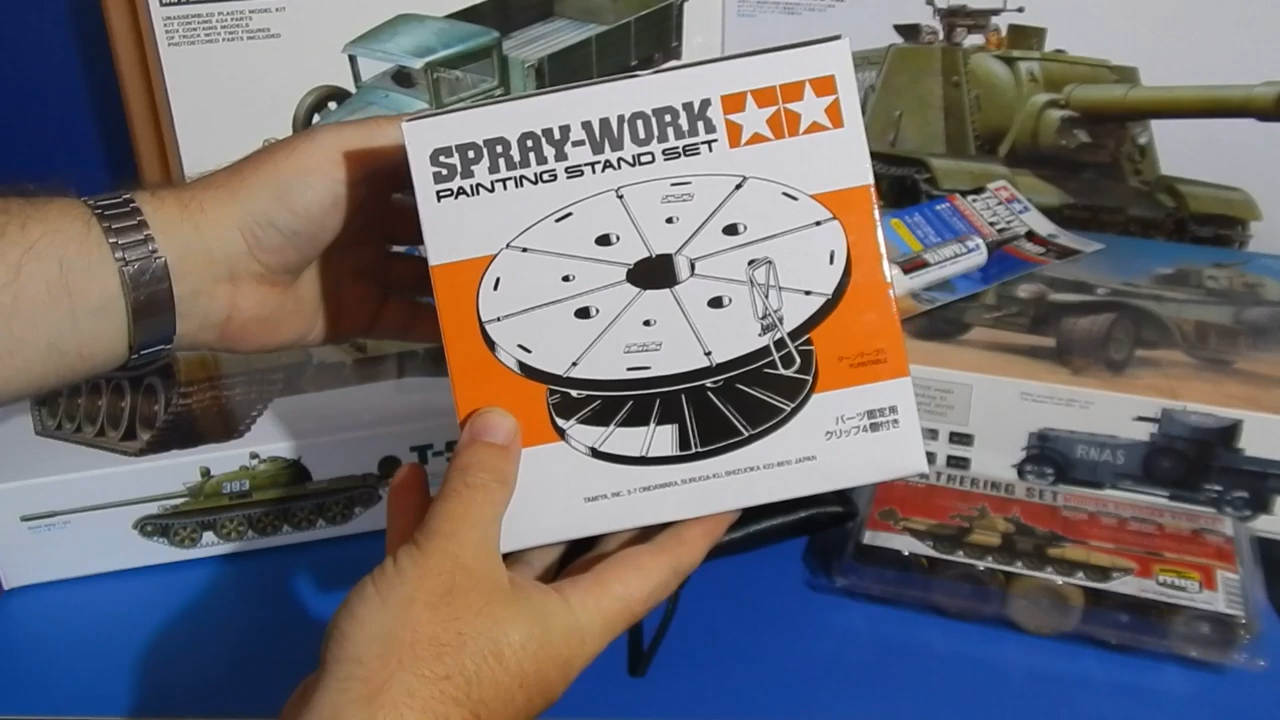 UNASSEMBLED PLASTIC MODEL KIT
KIT CONTAINS 434 PARTS
BOX CONTAINS MODELS
OF TRUCK WITH TWO FIGURES
PHOTOETCHED PARTS INCLUDED
SPRAY-WORK
PAINTING STAND SET
ターンテーブル
TURNTABLE
パーツ固定用
クリップ4個付き
TAMIYA, INC. 3-7 ONDAWARA, SURUGA-KU, SHIZUOKA 422-8610 JAPAN
TAMIYA
383
RNAS
THERING SET
mig